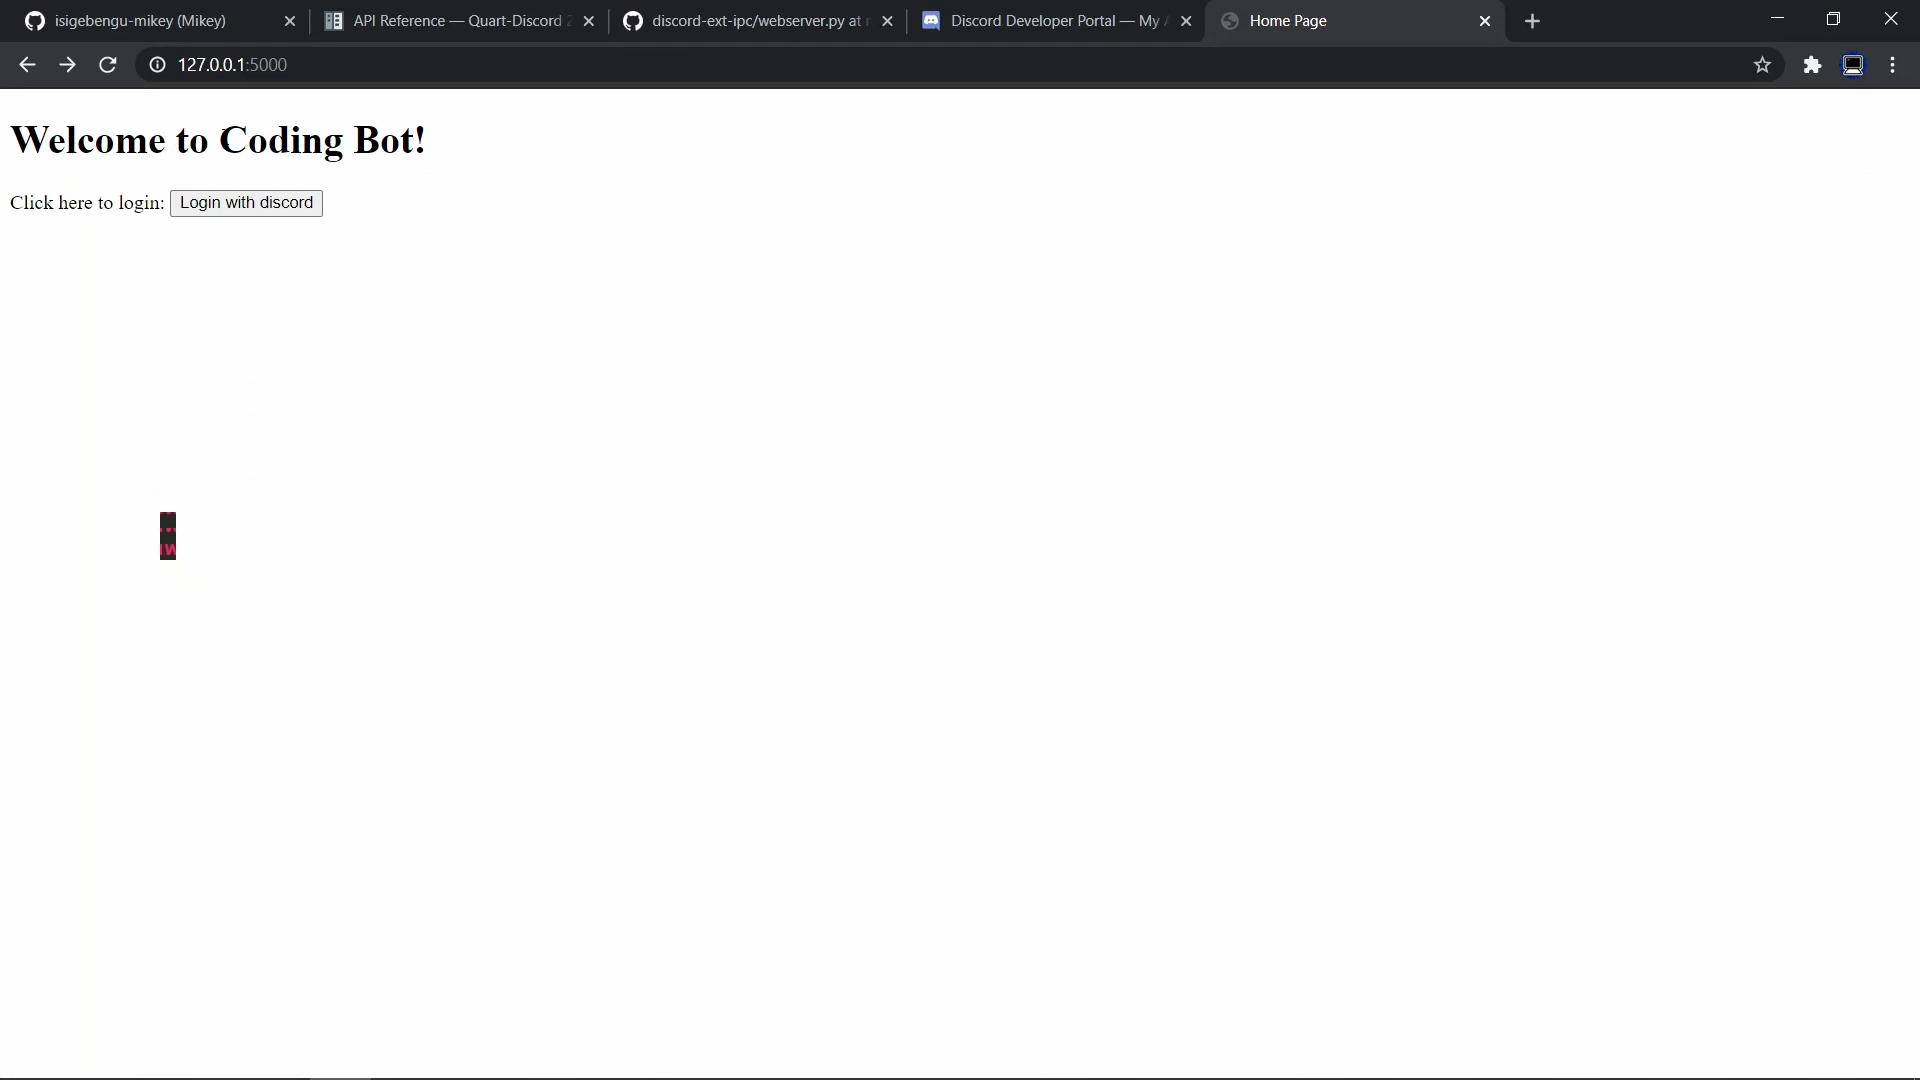 isigebengu-mikey (Mikey)
API Reference — Quart-Discord
discord-ext-ipc/webserver.py at
Discord Developer Portal — My
Home Page
127.0.0.1:5000
Welcome to Coding Bot!
Click here to login: Login with discord